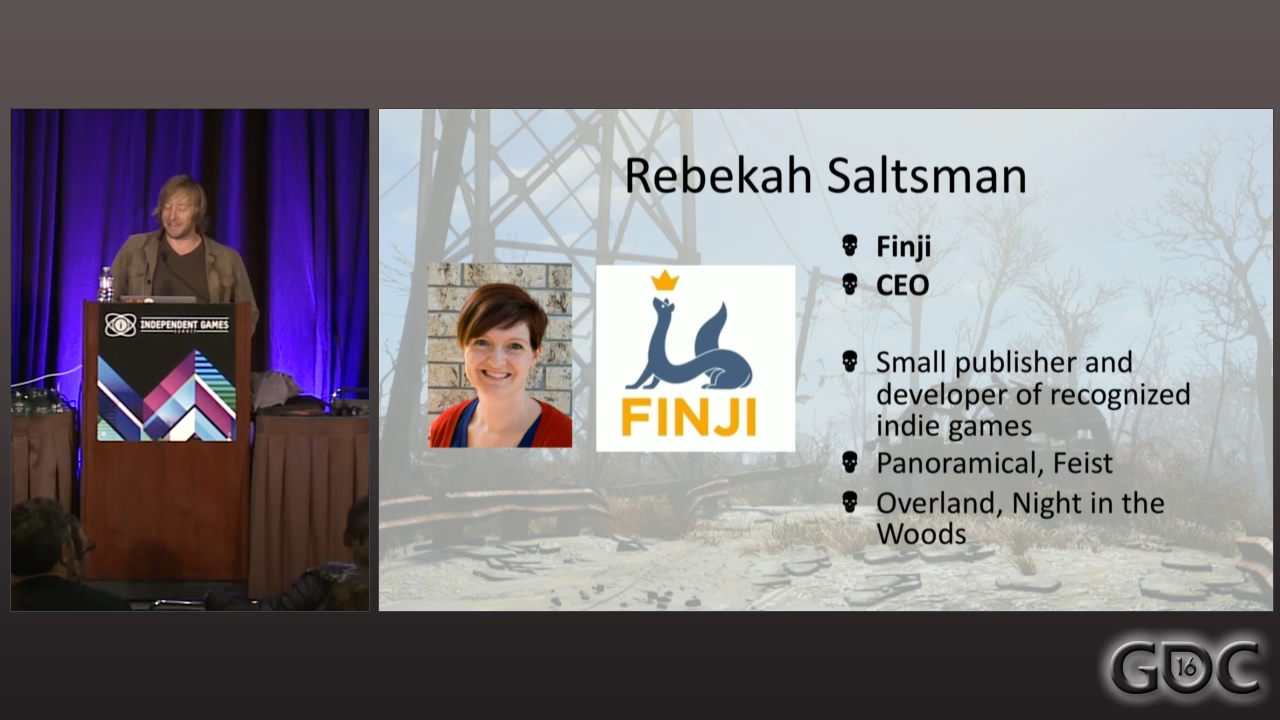 Rebekah Saltsman
Finji
CEO
Small publisher and
developer of recognized
indie games
Panoramical, Feist
Overland, Night in the
Woods
FINJI
INDEPENDENT GAMES
SUMMIT
GDC
16